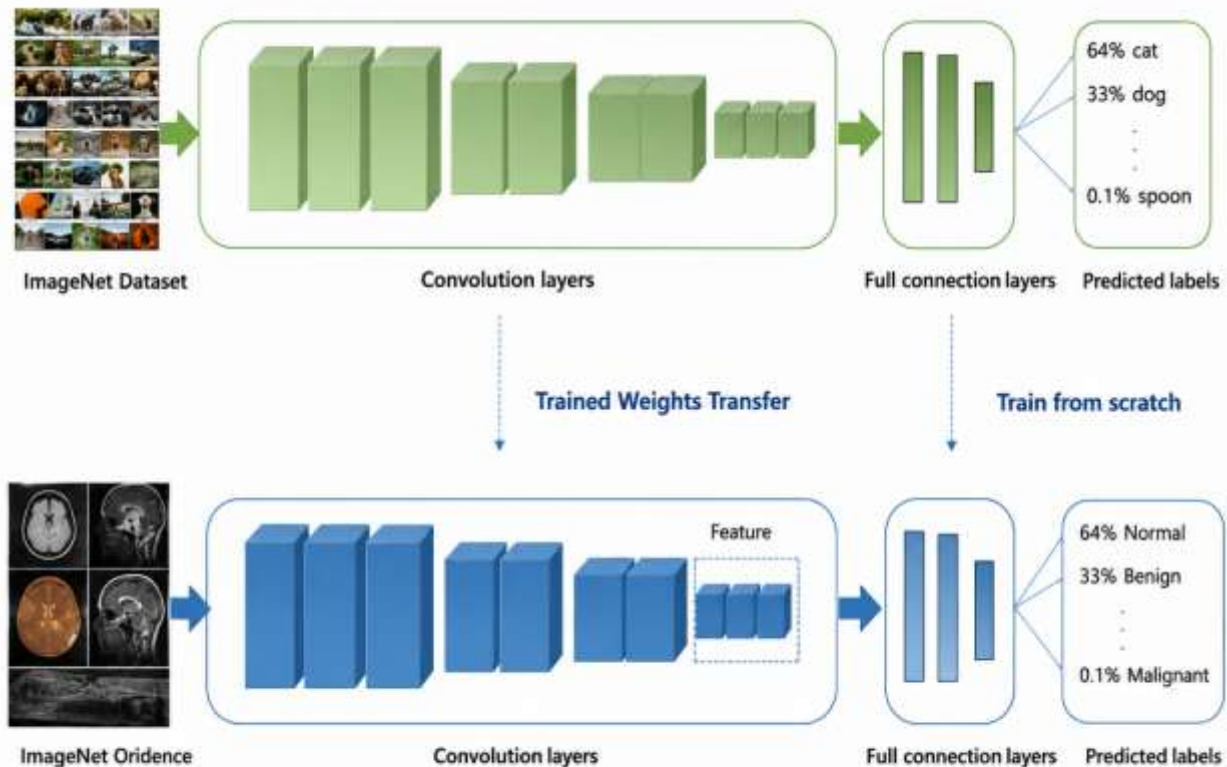 64% cat
33% dog
0.1% spoon
ImageNet Dataset
Convolution layers
Full connection layers
Predicted labels
Trained Weights Transfer
Train from scratch
Feature
64% Normal
33% Benign
0.1% Malignant
ImageNet Oridence
Convolution layers
Full connection layers
Predicted labels